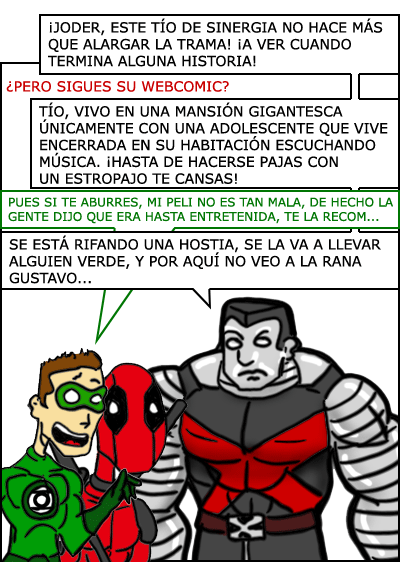 ¡JODER, ESTE TÍO DE SINERGIA NO HACE MÁS
QUE ALARGAR LA TRAMA! ¡A VER CUANDO
TERMINA ALGUNA HISTORIA!
¿PERO SIGUES SU WEBCOMIC?
TÍO, VIVO EN UNA MANSIÓN GIGANTESCA
ÚNICAMENTE CON UNA ADOLESCENTE QUE VIVE
ENCERRADA EN SU HABITACIÓN ESCUCHANDO
MÚSICA. ¡HASTA DE HACERSE PAJAS CON
UN ESTROPAJO TE CANSAS!
PUES SI TE ABURRES, MI PELI NO ES TAN MALA, DE HECHO LA
GENTE DIJO QUE ERA HASTA ENTRETENIDA, TE LA RECOM...
SE ESTÁ RIFANDO UNA HOSTIA, SE LA VA A LLEVAR
ALGUIEN VERDE, Y POR AQUÍ NO VEO A LA RANA
GUSTAVO...